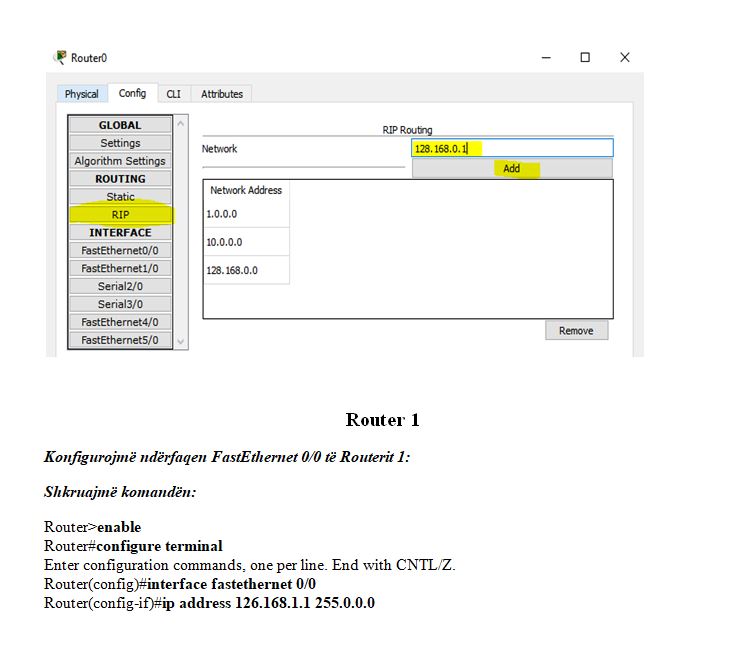 Router0
Physical Config CLI Attributes
GLOBAL
Settings
Algorithm Settings
ROUTING
Static
RIP
INTERFACE
FastEthernet0/0
FastEthernet1/0
Serial2/0
Serial3/0
FastEthernet4/0
FastEthernet5/0
RIP Routing
Network 128.168.0.1
Add
Network Address
1.0.0.0
10.0.0.0
128.168.0.0
Remove
Router 1
Konfigurojmë ndërfaqen FastEthernet 0/0 të Routerit 1:
Shkruajmë komandën:
Router>enable
Router#configure terminal
Enter configuration commands, one per line. End with CNTL/Z.
Router(config)#interface fastethernet 0/0
Router(config-if)#ip address 126.168.1.1 255.0.0.0